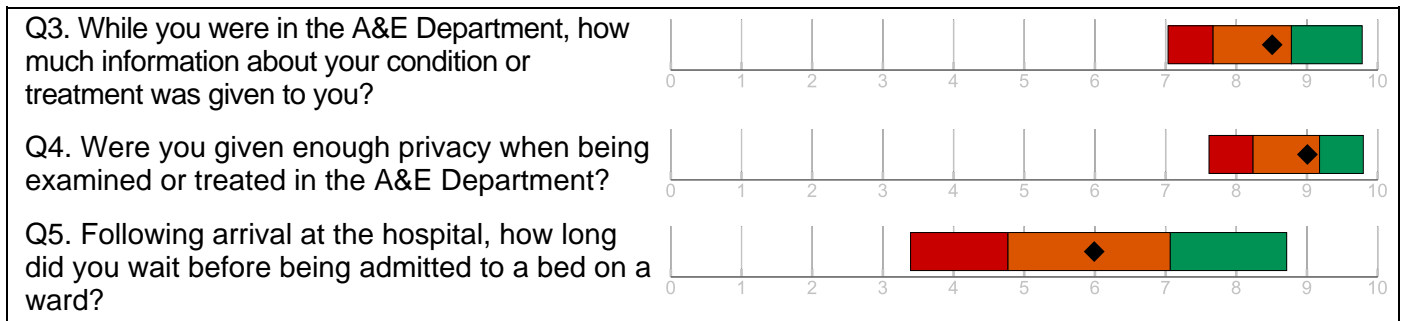 Q3. While you were in the A&E Department, how
much information about your condition or
treatment was given to you?
0 1 2 3 4 5 6 7 8 9 10
Q4. Were you given enough privacy when being
examined or treated in the A&E Department?
0 1 2 3 4 5 6 7 8 9 10
Q5. Following arrival at the hospital, how long
did you wait before being admitted to a bed on a
ward?
0 1 2 3 4 5 6 7 8 9 10